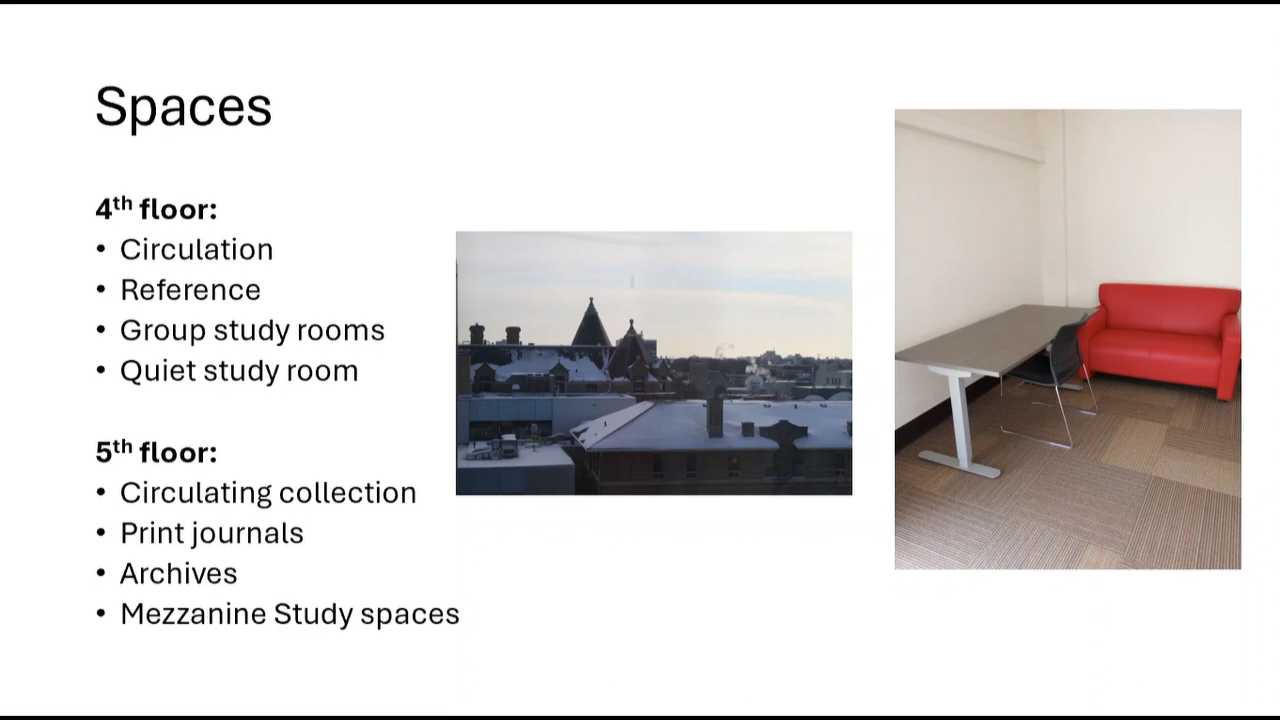 Spaces
4th floor:
• Circulation
• Reference
• Group study rooms
• Quiet study room
5th floor:
• Circulating collection
• Print journals
• Archives
• Mezzanine Study spaces